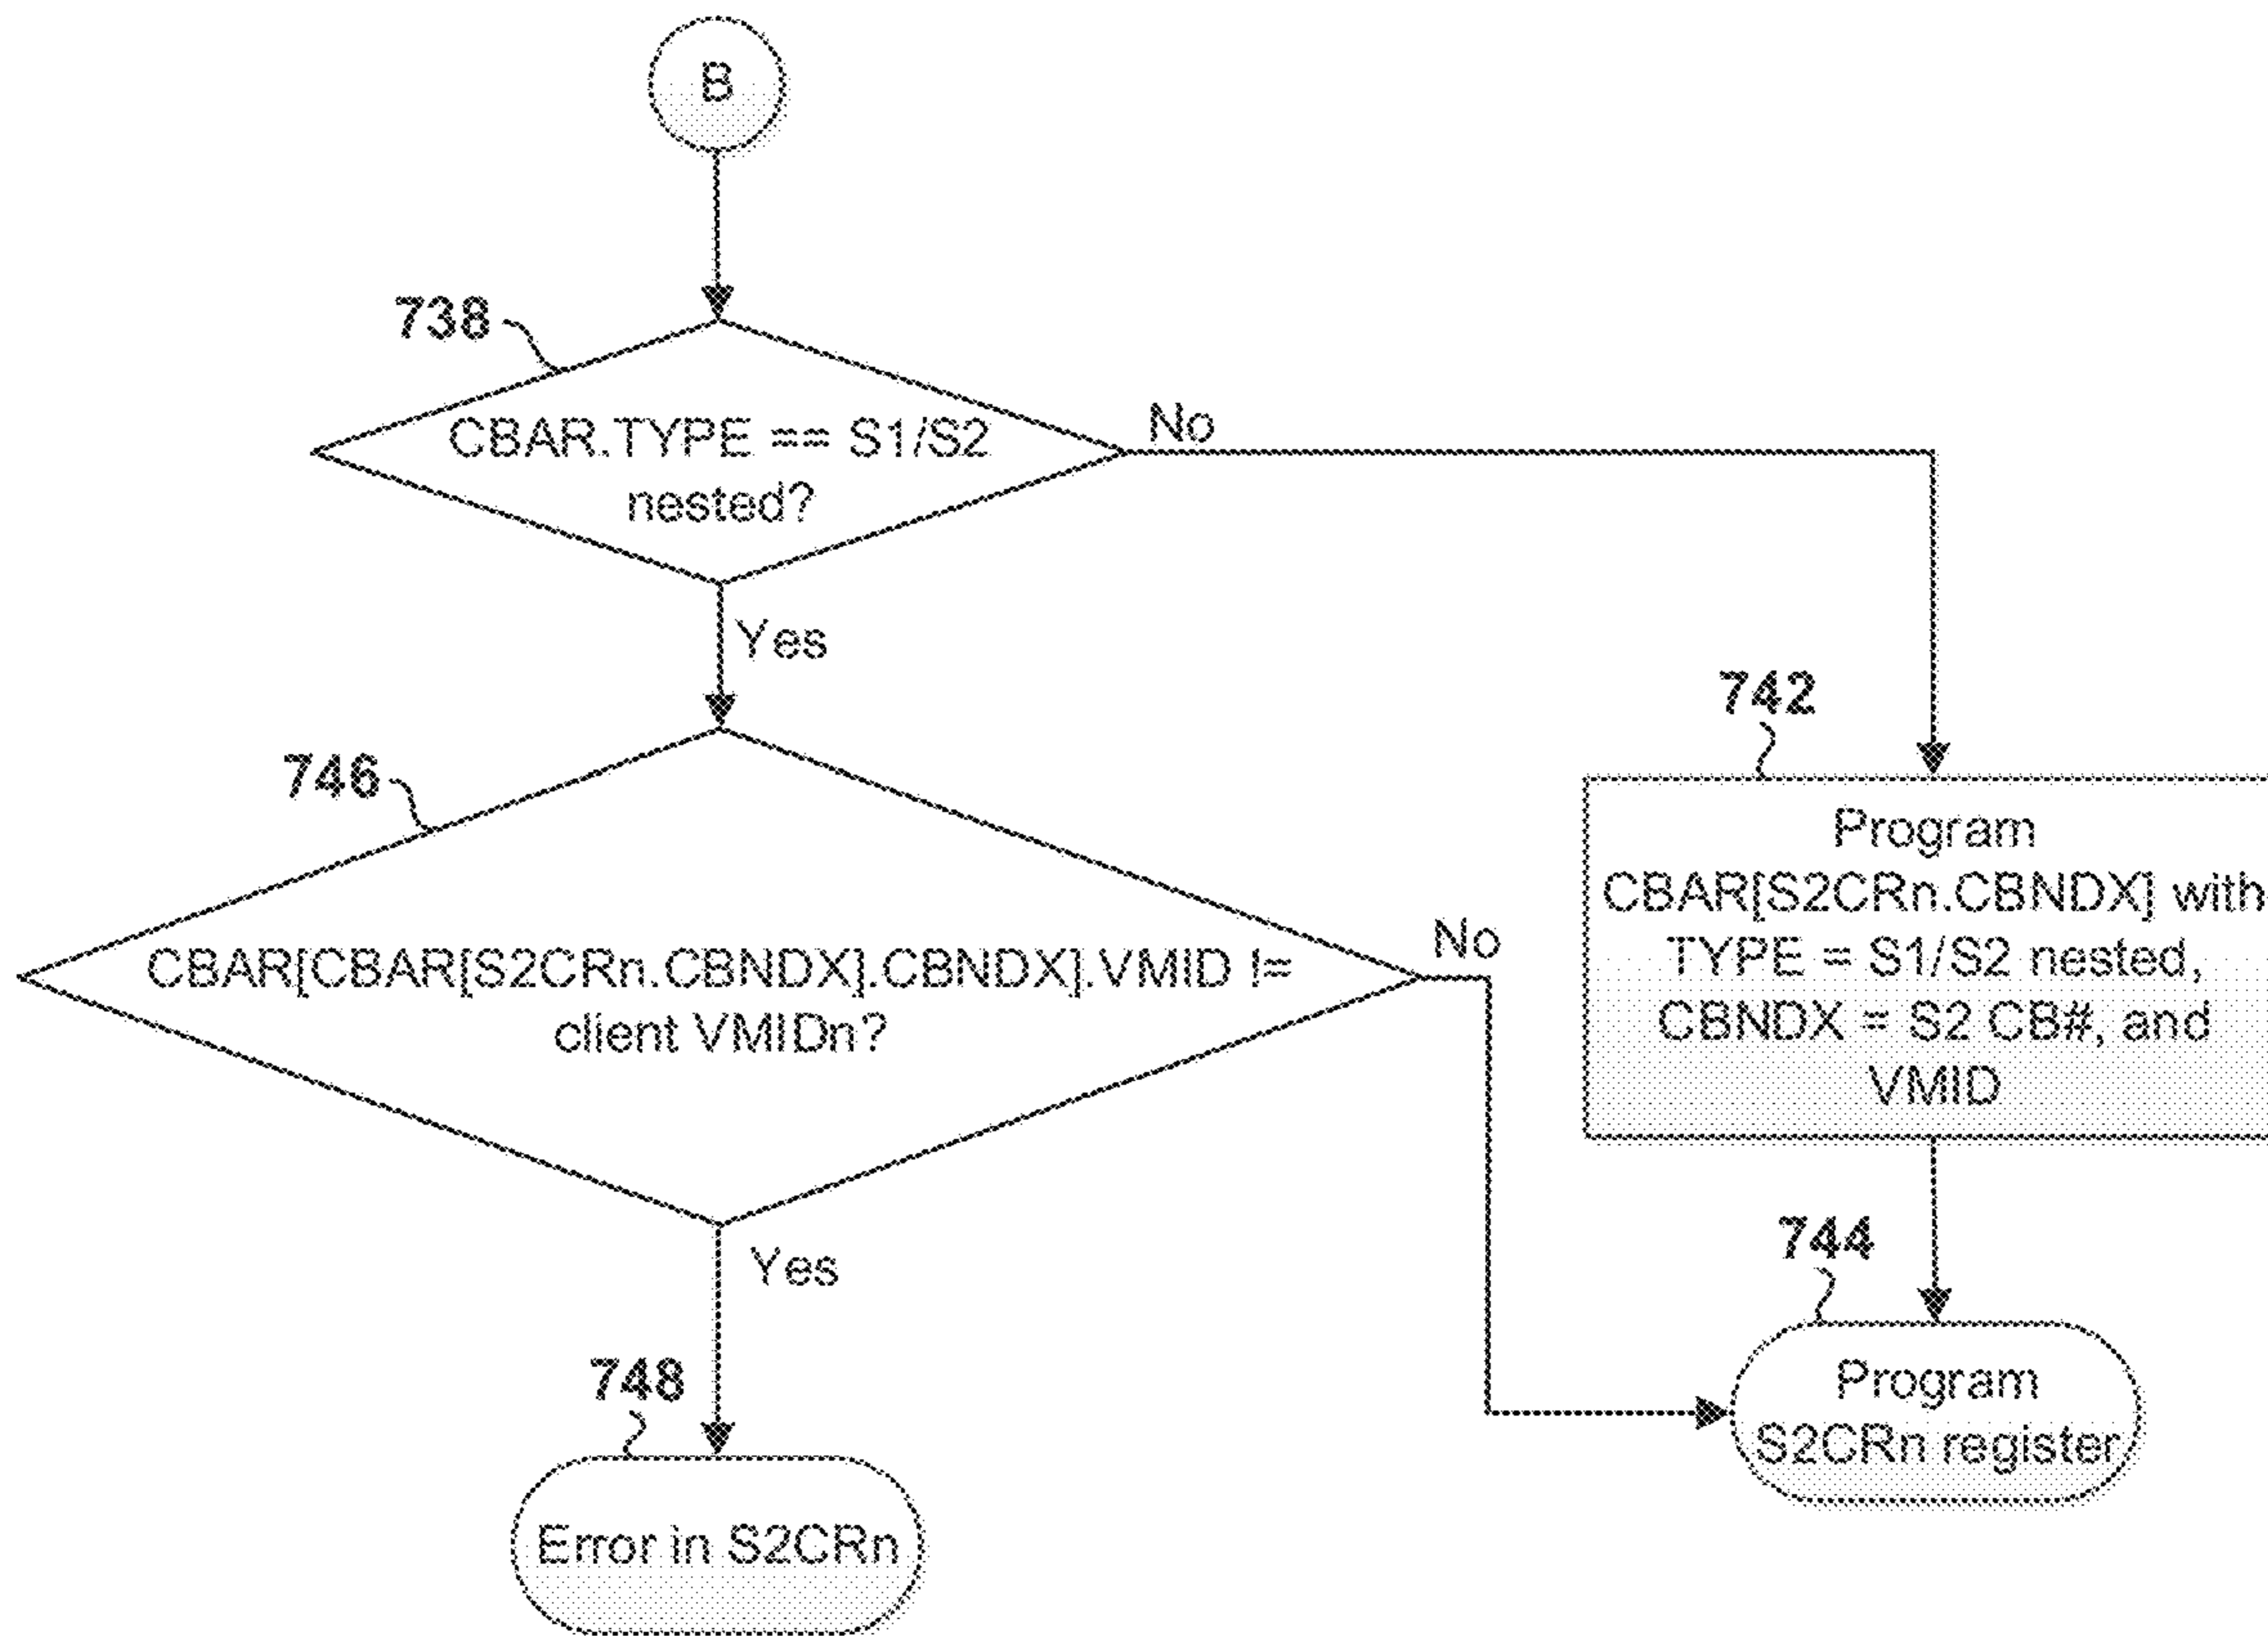 B
738
CBAR.TYPE == S1/S2
nested?
No
Yes
742
746
Program
CBAR[S2CRn.CBNDX] with
TYPE = S1/S2 nested,
CBNDX = S2 CB#, and
VMID
CBAR[CBAR[S2CRn.CBNDX].CBNDX].VMID !=
client VMIDn?
No
Yes
744
Program
S2CRn register
748
Error in S2CRn